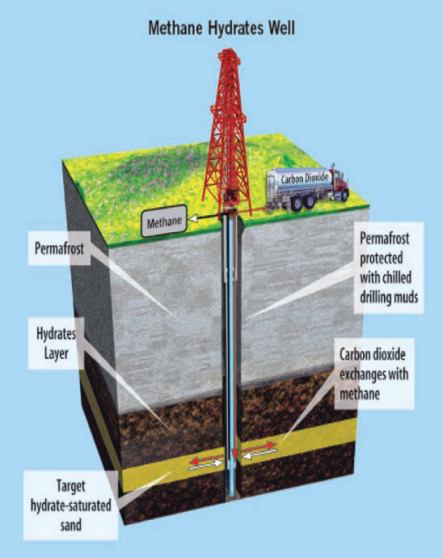 Methane Hydrates Well
Carbon Dioxide
Methane
Permafrost
Permafrost
protected
with chilled
drilling muds
Hydrates
Layer
Carbon dioxide
exchanges with
methane
Target
hydrate-saturated
sand